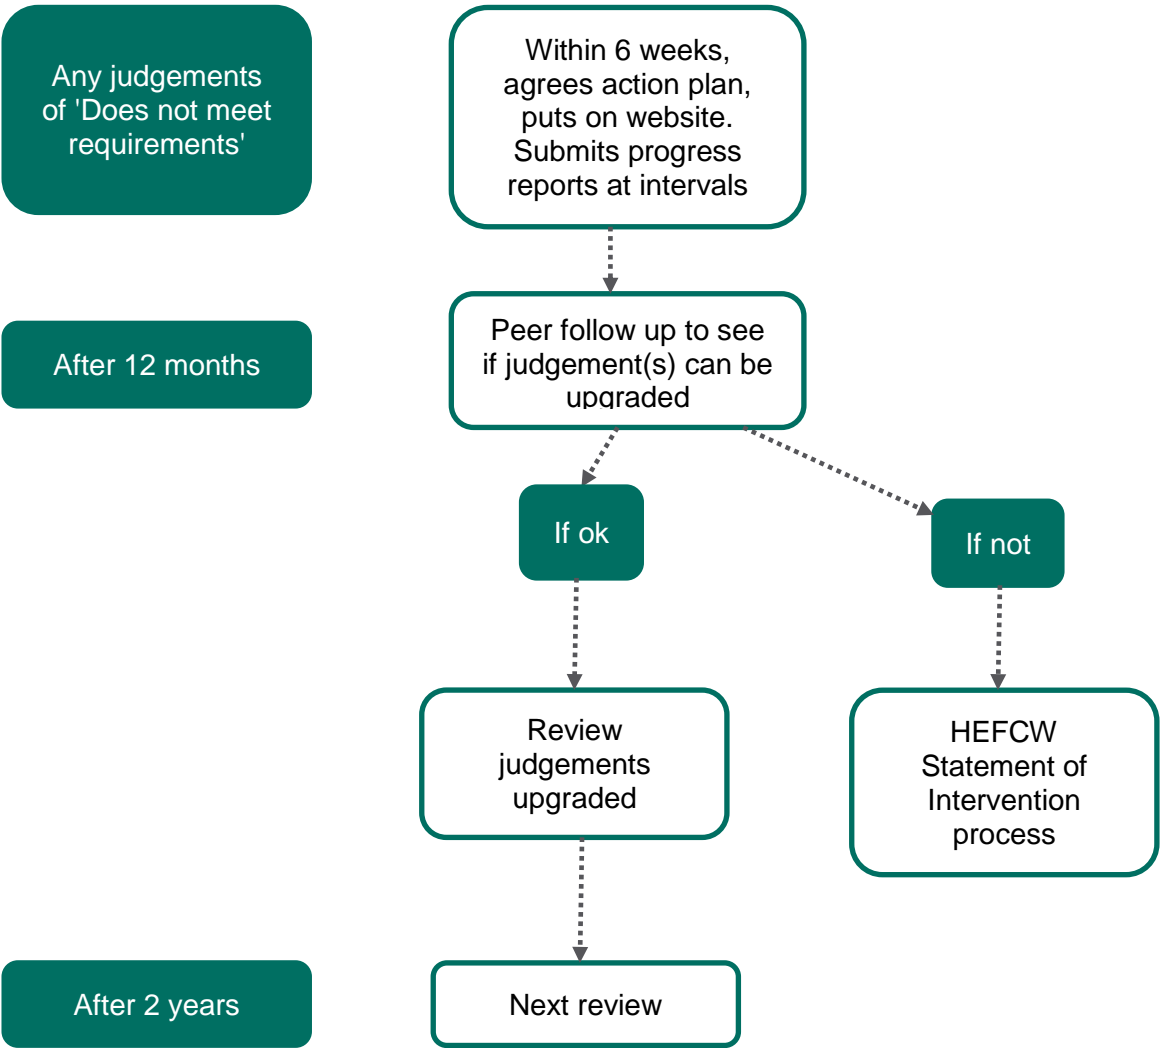 Any judgements
of 'Does not meet
requirements'
Within 6 weeks,
agrees action plan,
puts on website.
Submits progress
reports at intervals
After 12 months
Peer follow up to see
if judgement(s) can be
upgraded
If ok
If not
Review
judgements
upgraded
HEFCW
Statement of
Intervention
process
After 2 years
Next review